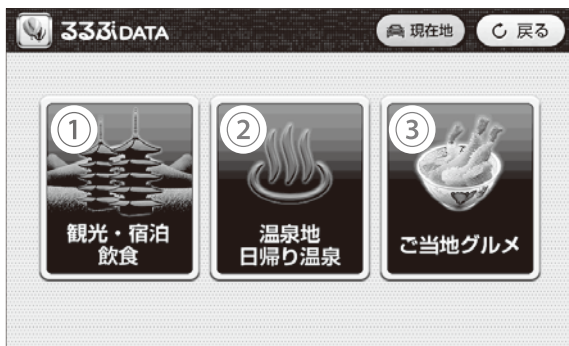 るるぶDATA
現在地
戻る
①
観光・宿泊
飲食
②
温泉地
日帰り温泉
③
ご当地グルメ